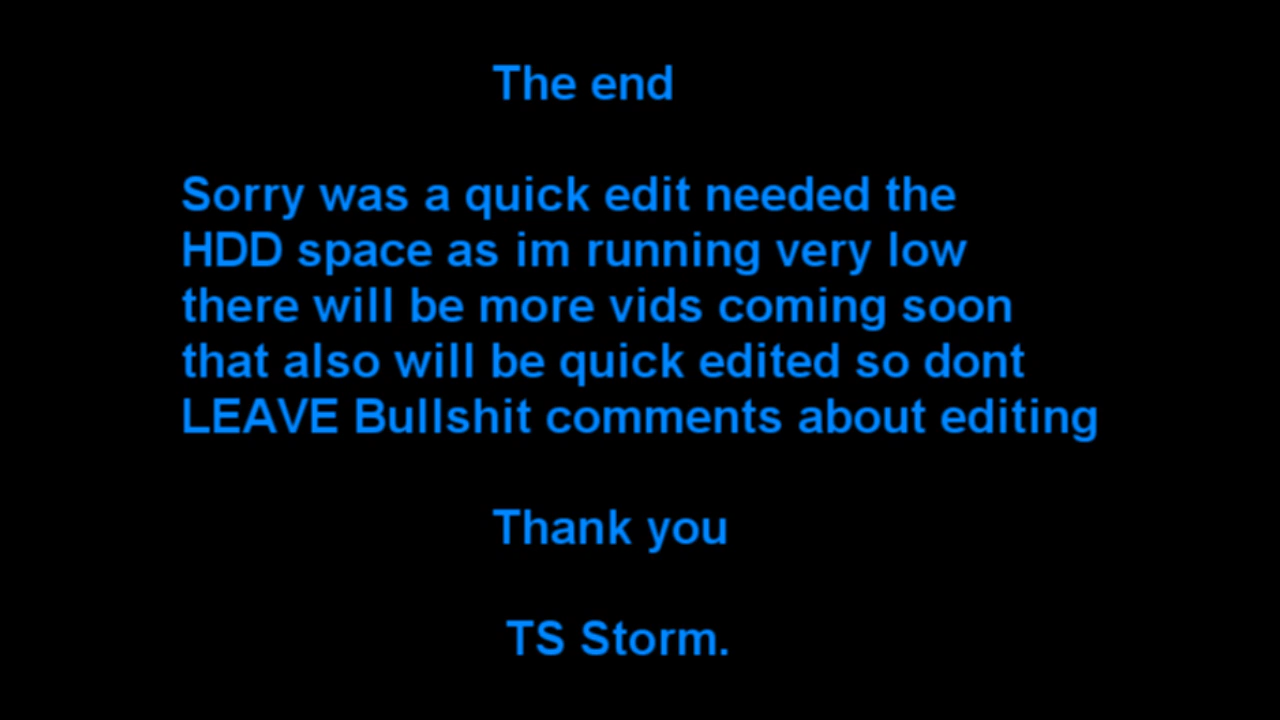 The end
Sorry was a quick edit needed the
HDD space as im running very low
there will be more vids coming soon
that also will be quick edited so dont
LEAVE Bullshit comments about editing
Thank you
TS Storm.